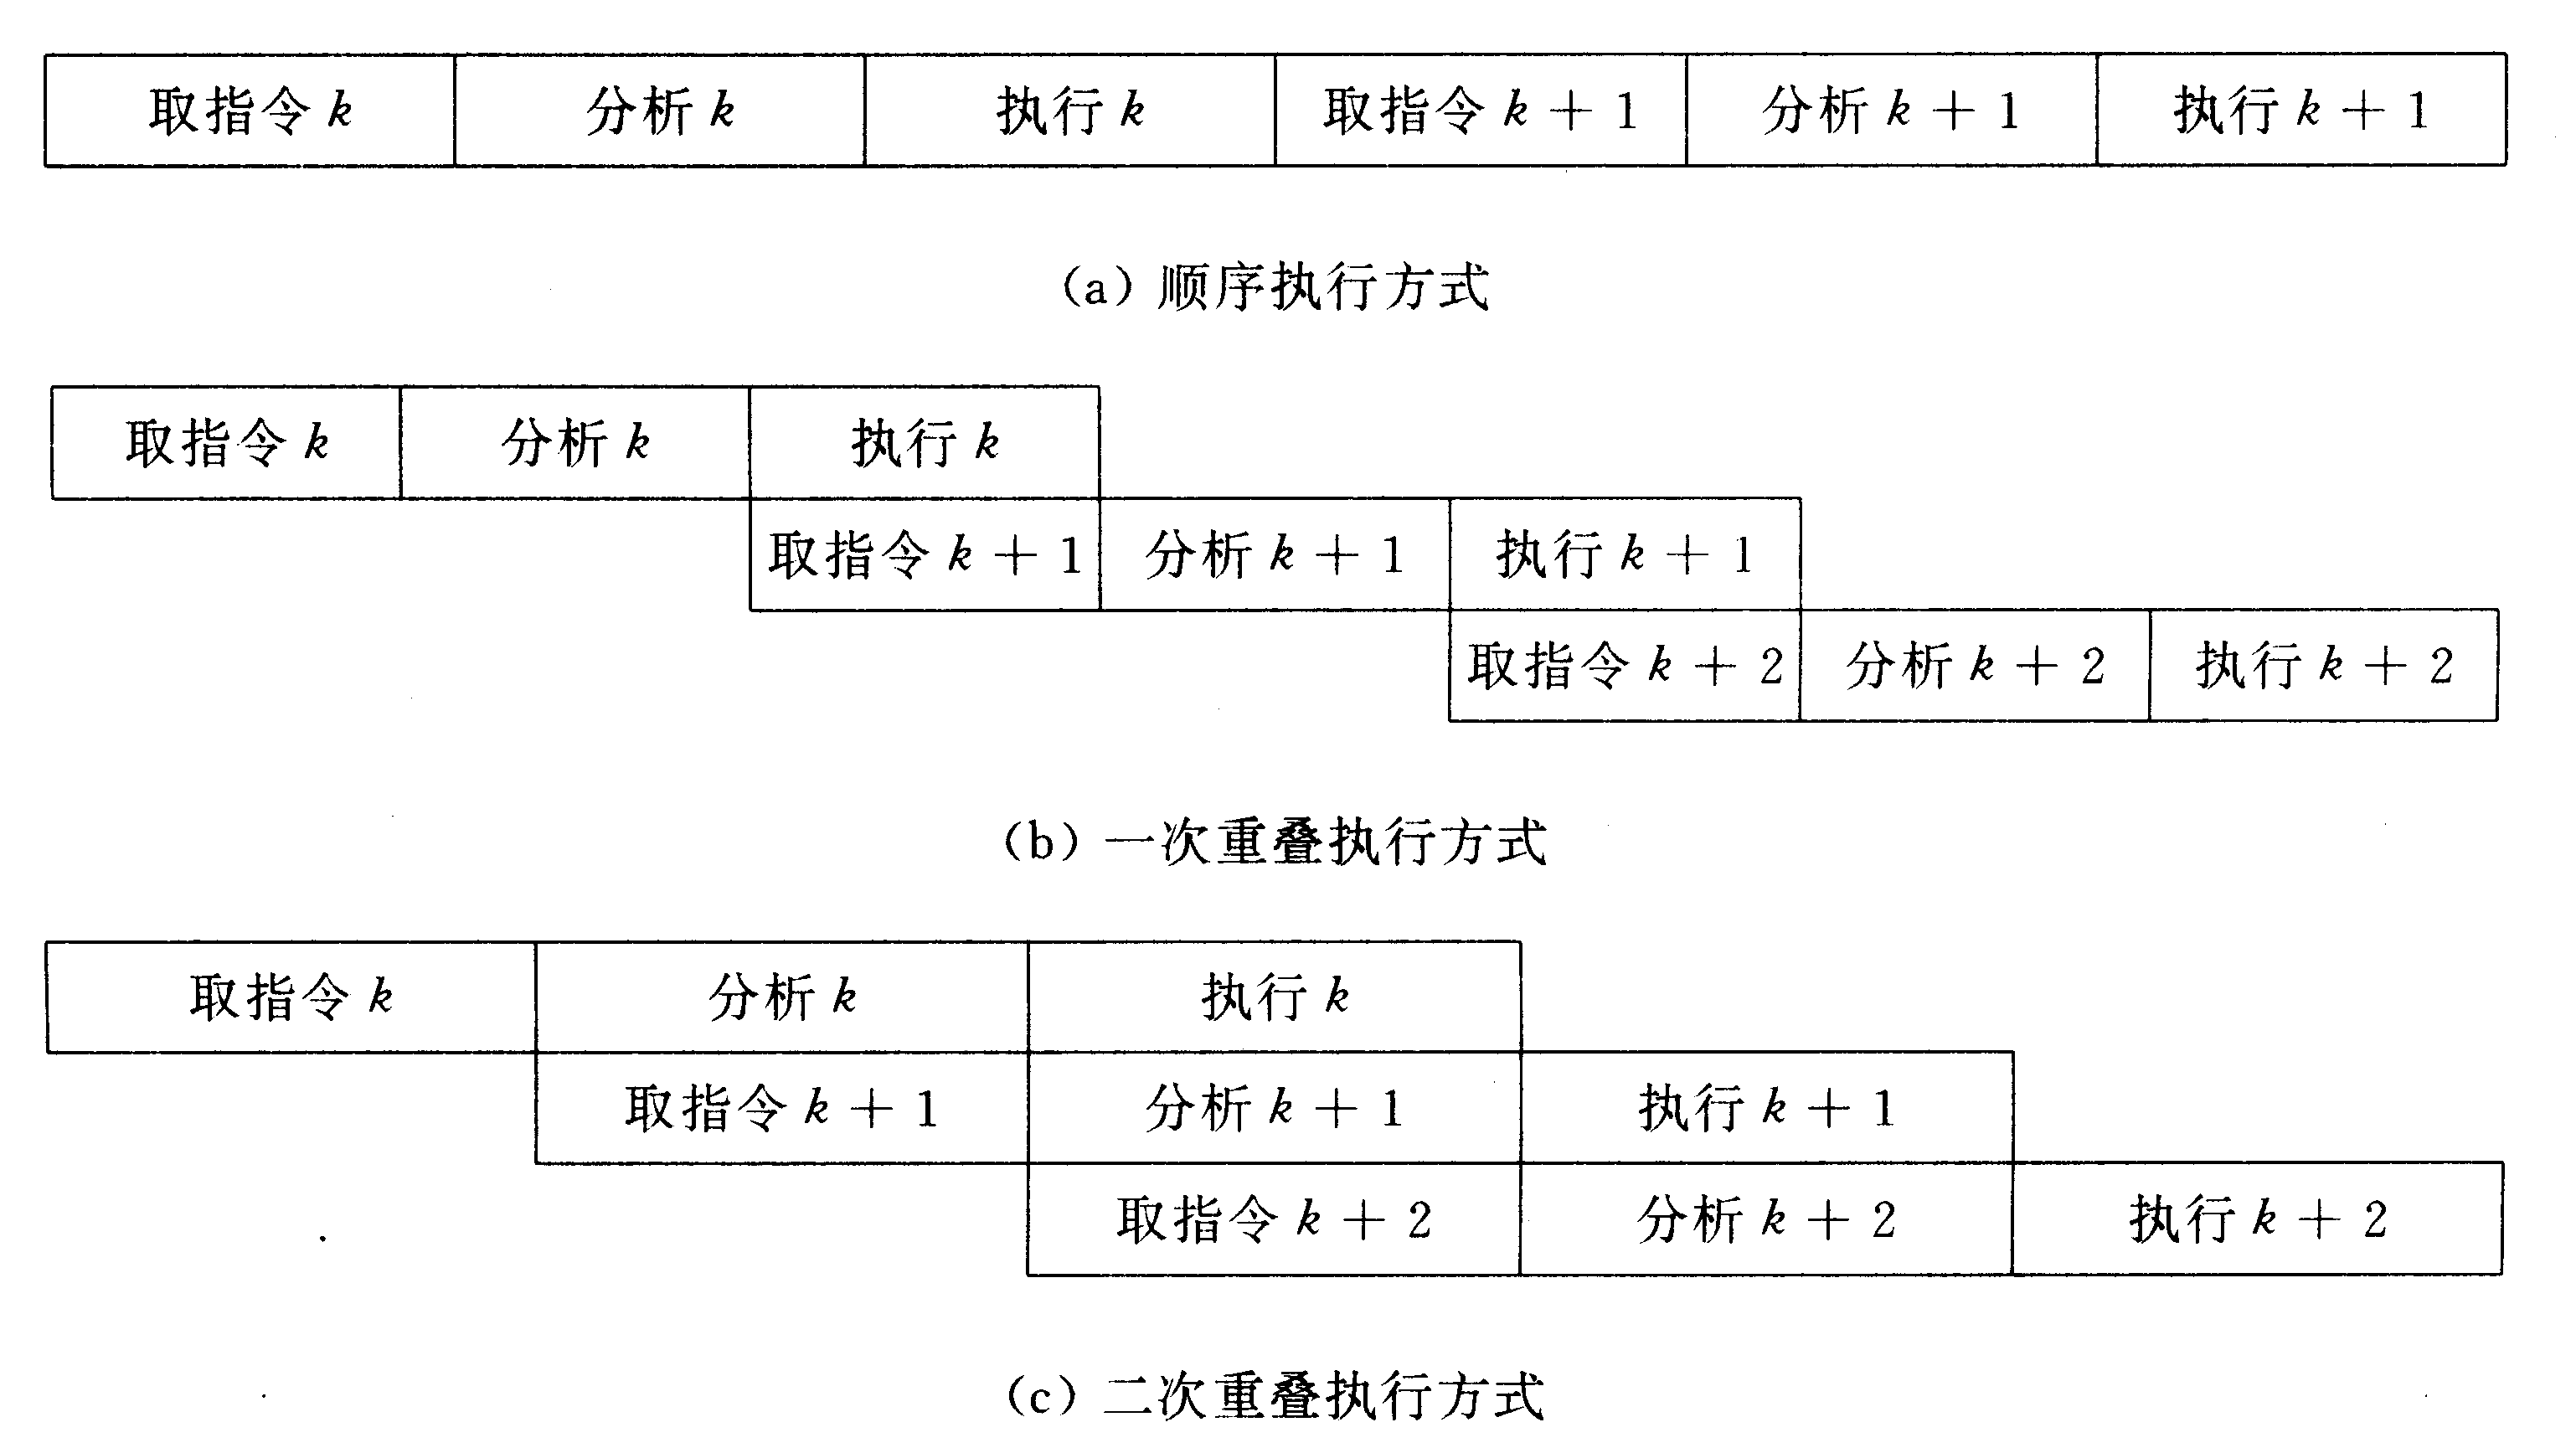 取指令 k 分析 k 执行 k 取指令 k + 1 分析 k + 1 执行 k + 1
(a) 顺序执行方式
取指令 k 分析 k 执行 k
取指令 k + 1 分析 k + 1 执行 k + 1
取指令 k + 2 分析 k + 2 执行 k + 2
(b) 一次重叠执行方式
取指令 k 分析 k 执行 k
取指令 k + 1 分析 k + 1 执行 k + 1
取指令 k + 2 分析 k + 2 执行 k + 2
(c) 二次重叠执行方式